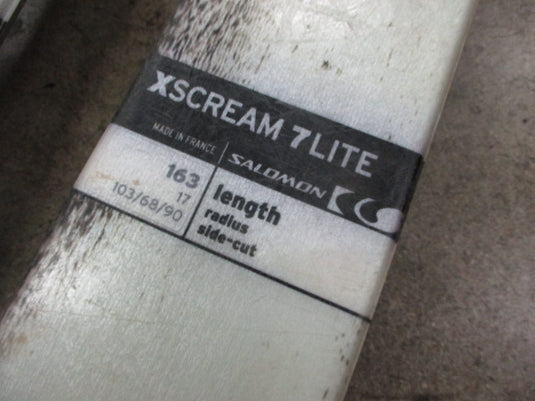 XSCREAM 7LITE
MADE IN FRANCE SALOMON
163 length
17 radius
103/68/90 side-cut